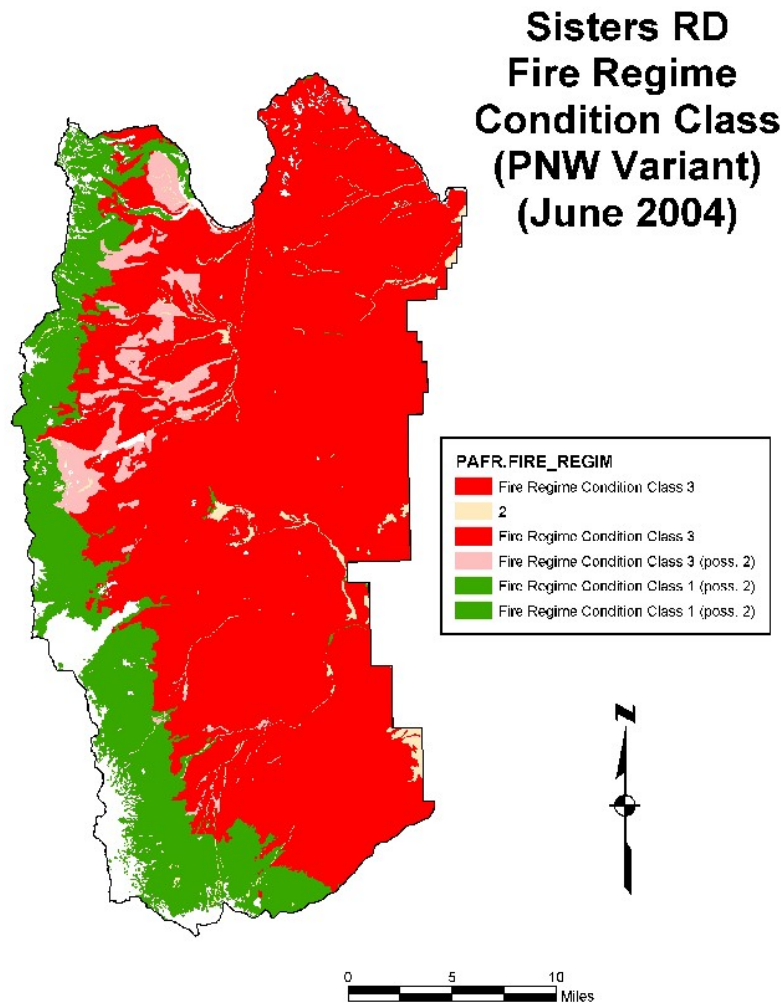 Sisters RD
Fire Regime
Condition Class
(PNW Variant)
(June 2004)
PAFR.FIRE_REGIM
Fire Regime Condition Class 3
2
Fire Regime Condition Class 3
Fire Regime Condition Class 3 (poss. 2)
Fire Regime Condition Class 1 (poss. 2)
Fire Regime Condition Class 1 (poss. 2)
N
0 5 10
Miles